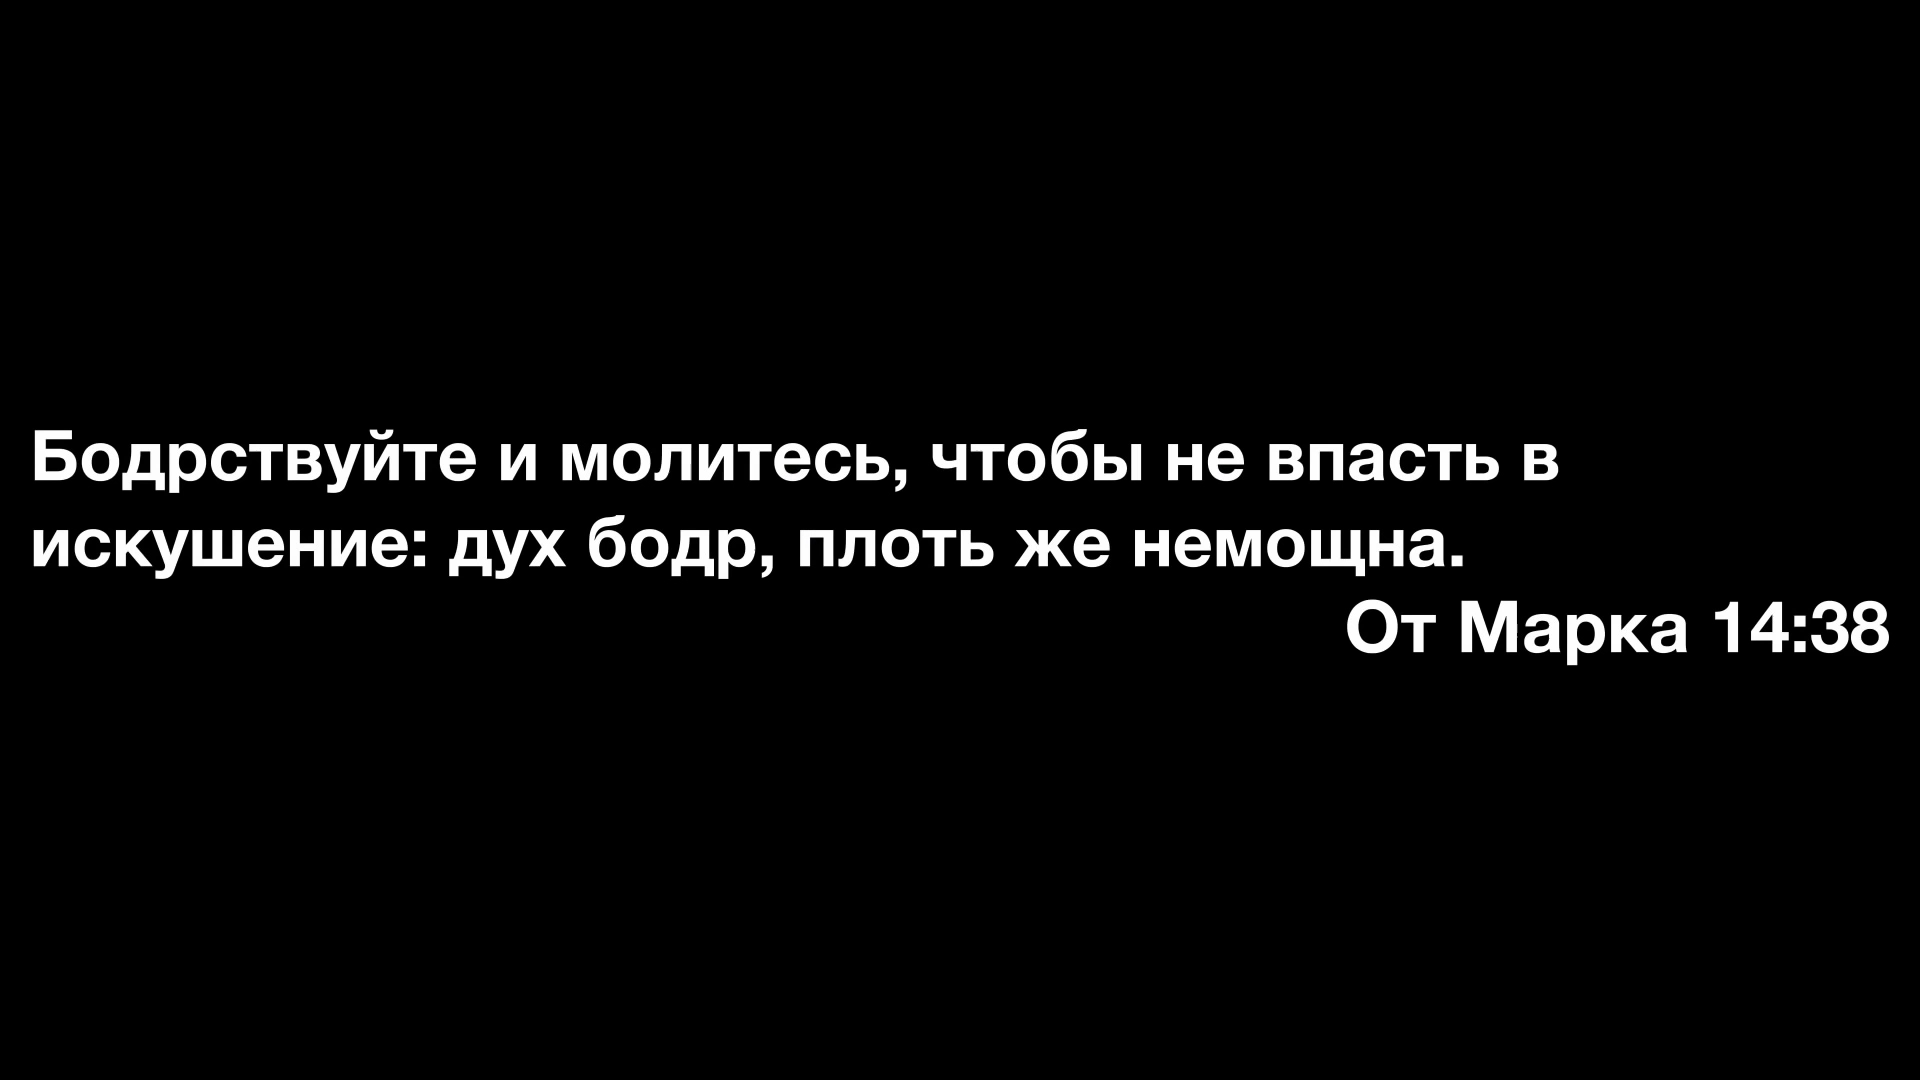 Бодрствуйте и молитесь, чтобы не впасть в
искушение: дух бодр, плоть же немощна.
От Марка 14:38